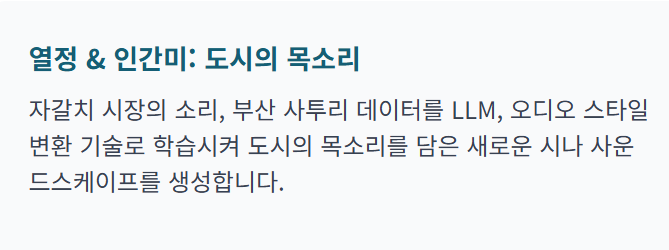 열정 & 인간미: 도시의 목소리
자갈치 시장의 소리, 부산 사투리 데이터를 LLM, 오디오 스타일
변환 기술로 학습시켜 도시의 목소리를 담은 새로운 시나 사운
드스케이프를 생성합니다.